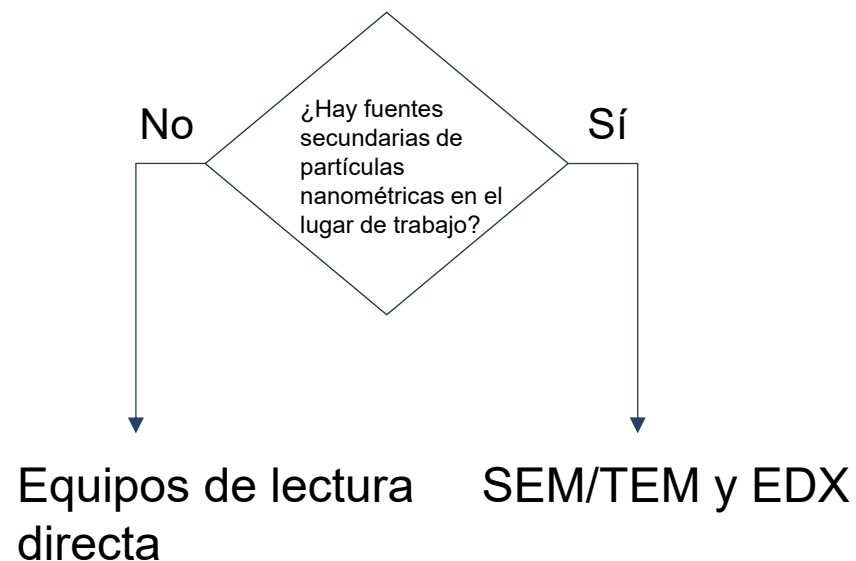 No
¿Hay fuentes
secundarias de
partículas
nanométricas en el
lugar de trabajo?
Sí
Equipos de lectura
directa
SEM/TEM y EDX